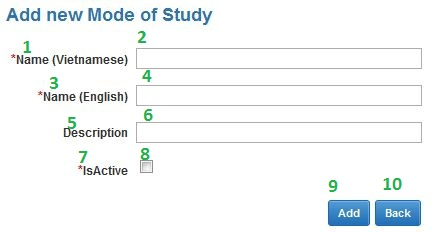 Add new Mode of Study
1 2
*Name (Vietnamese)
3 4
*Name (English)
5 6
Description
7 8
*IsActive
9 10
Add Back